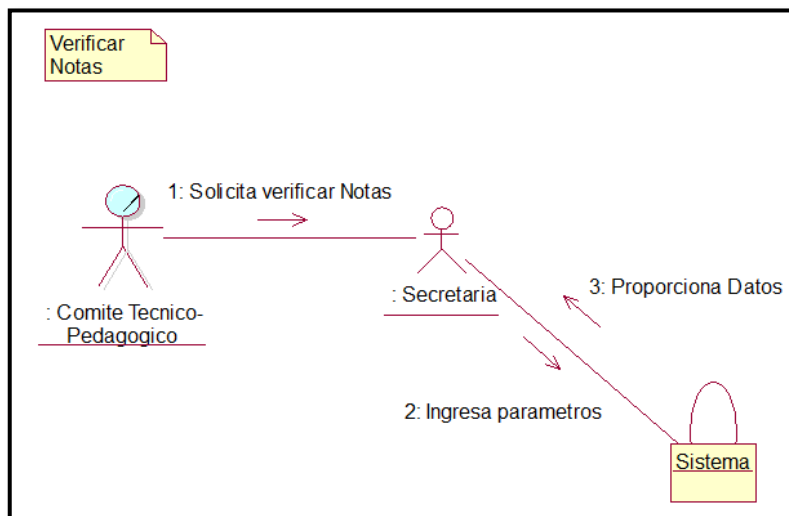 Verificar
Notas
1: Solicita verificar Notas
: Comite Tecnico-
Pedagogico
: Secretaria
3: Proporciona Datos
2: Ingresa parametros
Sistema